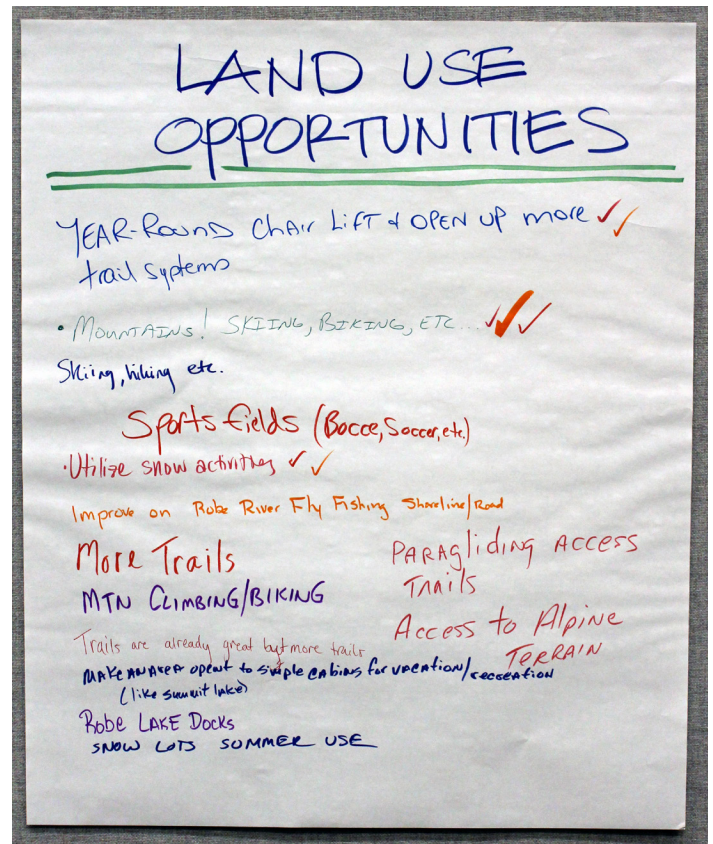 LAND USE
OPPORTUNITIES
YEAR-ROUND CHAIR LIFT & OPEN UP more
trail systems
• MOUNTAINS! SKIING, BIKING, ETC...
Skiing, hiking etc.
Sports fields (Bocce, Soccer, etc.)
• Utilize snow activities
Improve on Robe River Fly Fishing Shoreline/Road
More Trails
MTN CLIMBING/BIKING
PARAgliding ACCESS
TRAils
Access to Alpine
TERRAIN
Trails are already great but more trails
MAKE AN AREA OPENT to simple cabins for vacation/recreation
(like summit lake)
Robe LAKE Docks
SNOW LOTS SUMMER USE